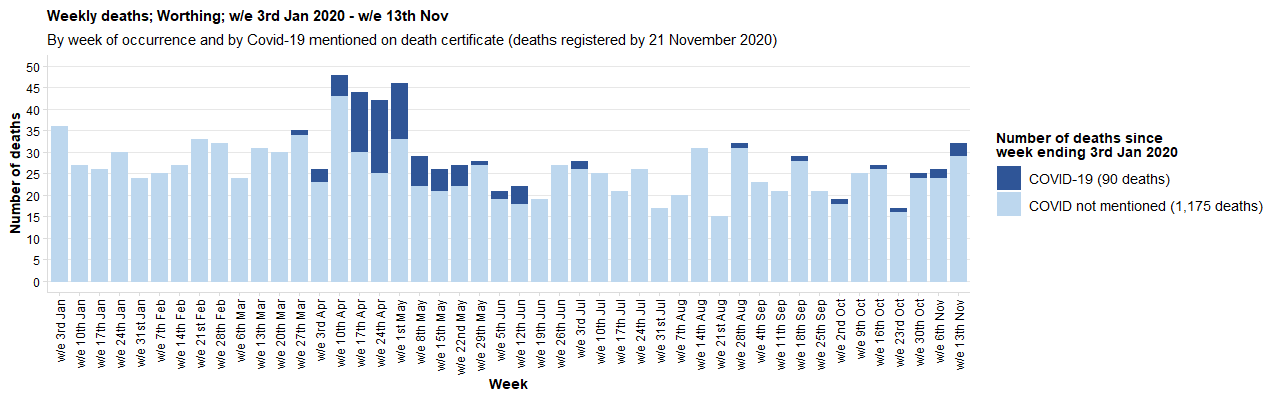 Weekly deaths; Worthing; w/e 3rd Jan 2020 - w/e 13th Nov
By week of occurrence and by Covid-19 mentioned on death certificate (deaths registered by 21 November 2020)
Number of deaths
50
45
40
35
30
25
20
15
10
5
0
w/e 3rd Jan
w/e 10th Jan
w/e 17th Jan
w/e 24th Jan
w/e 31st Jan
w/e 7th Feb
w/e 14th Feb
w/e 21st Feb
w/e 28th Feb
w/e 6th Mar
w/e 13th Mar
w/e 20th Mar
w/e 27th Mar
w/e 3rd Apr
w/e 10th Apr
w/e 17th Apr
w/e 24th Apr
w/e 1st May
w/e 8th May
w/e 15th May
w/e 22nd May
w/e 29th May
w/e 5th Jun
w/e 12th Jun
w/e 19th Jun
w/e 26th Jun
w/e 3rd Jul
w/e 10th Jul
w/e 17th Jul
w/e 24th Jul
w/e 31st Jul
w/e 7th Aug
w/e 14th Aug
w/e 21st Aug
w/e 28th Aug
w/e 4th Sep
w/e 11th Sep
w/e 18th Sep
w/e 25th Sep
w/e 2nd Oct
w/e 9th Oct
w/e 16th Oct
w/e 23rd Oct
w/e 30th Oct
w/e 6th Nov
w/e 13th Nov
Week
Number of deaths since
week ending 3rd Jan 2020
COVID-19 (90 deaths)
COVID not mentioned (1,175 deaths)